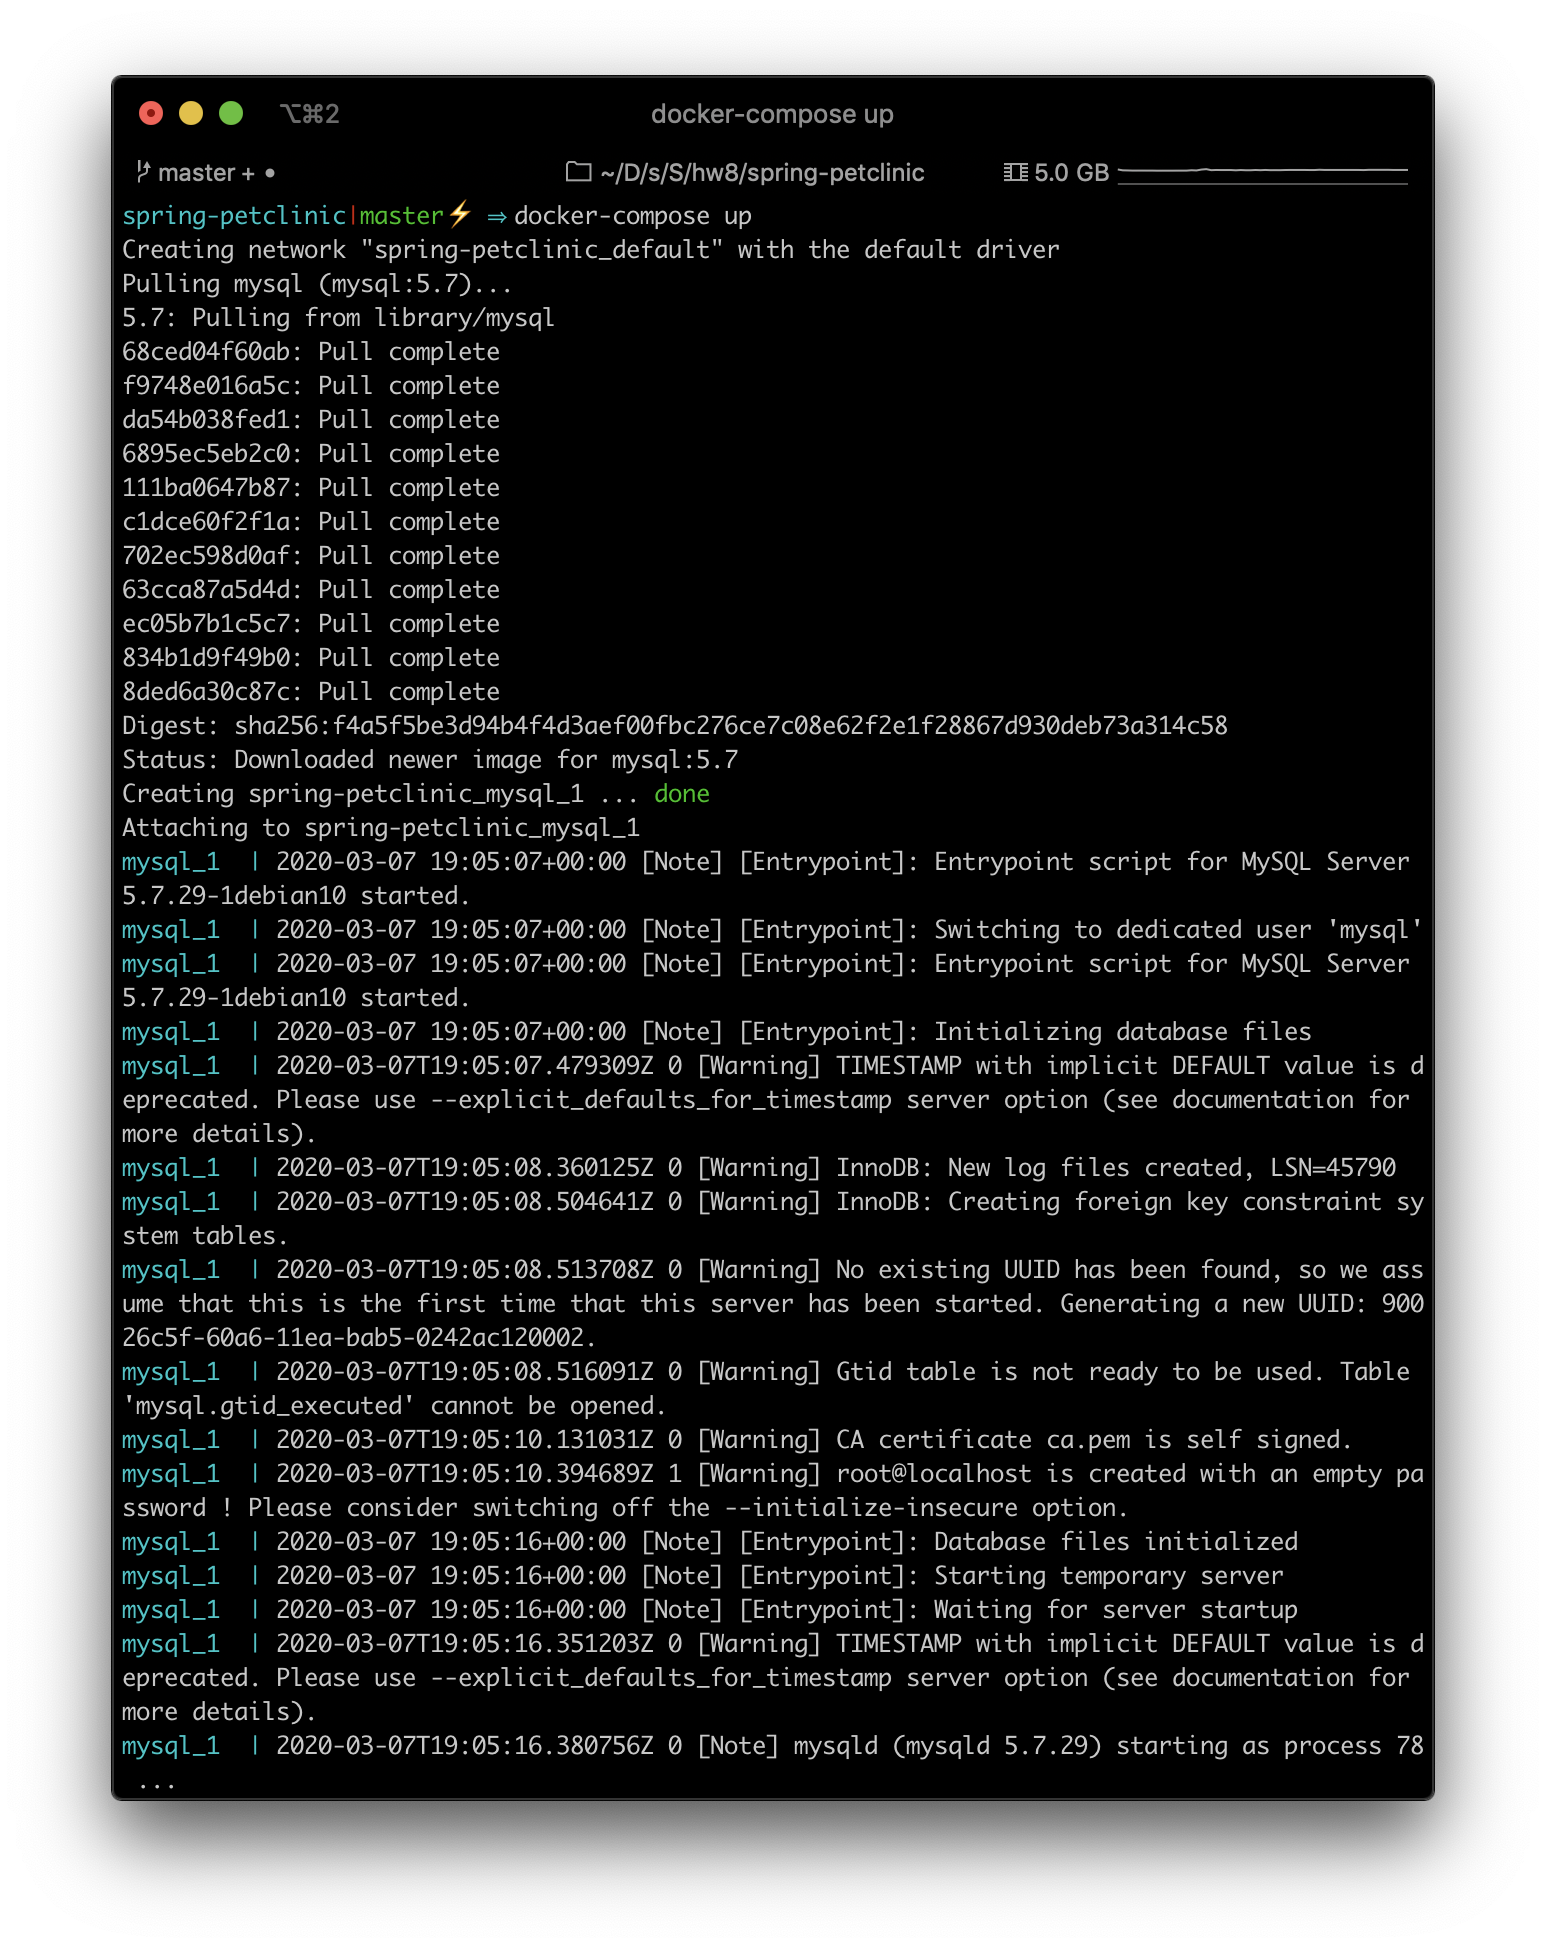 ⌥⌘2 docker-compose up
master + • ~/D/s/S/hw8/spring-petclinic 5.0 GB
spring-petclinic|master⚡ ⇒ docker-compose up
Creating network "spring-petclinic_default" with the default driver
Pulling mysql (mysql:5.7)...
5.7: Pulling from library/mysql
68ced04f60ab: Pull complete
f9748e016a5c: Pull complete
da54b038fed1: Pull complete
6895ec5eb2c0: Pull complete
111ba0647b87: Pull complete
c1dce60f2f1a: Pull complete
702ec598d0af: Pull complete
63cca87a5d4d: Pull complete
ec05b7b1c5c7: Pull complete
834b1d9f49b0: Pull complete
8ded6a30c87c: Pull complete
Digest: sha256:f4a5f5be3d94b4f4d3aef00fbc276ce7c08e62f2e1f28867d930deb73a314c58
Status: Downloaded newer image for mysql:5.7
Creating spring-petclinic_mysql_1 ... done
Attaching to spring-petclinic_mysql_1
mysql_1  | 2020-03-07 19:05:07+00:00 [Note] [Entrypoint]: Entrypoint script for MySQL Server
5.7.29-1debian10 started.
mysql_1  | 2020-03-07 19:05:07+00:00 [Note] [Entrypoint]: Switching to dedicated user 'mysql'
mysql_1  | 2020-03-07 19:05:07+00:00 [Note] [Entrypoint]: Entrypoint script for MySQL Server
5.7.29-1debian10 started.
mysql_1  | 2020-03-07 19:05:07+00:00 [Note] [Entrypoint]: Initializing database files
mysql_1  | 2020-03-07T19:05:07.479309Z 0 [Warning] TIMESTAMP with implicit DEFAULT value is d
eprecated. Please use --explicit_defaults_for_timestamp server option (see documentation for
more details).
mysql_1  | 2020-03-07T19:05:08.360125Z 0 [Warning] InnoDB: New log files created, LSN=45790
mysql_1  | 2020-03-07T19:05:08.504641Z 0 [Warning] InnoDB: Creating foreign key constraint sy
stem tables.
mysql_1  | 2020-03-07T19:05:08.513708Z 0 [Warning] No existing UUID has been found, so we ass
ume that this is the first time that this server has been started. Generating a new UUID: 900
26c5f-60a6-11ea-bab5-0242ac120002.
mysql_1  | 2020-03-07T19:05:08.516091Z 0 [Warning] Gtid table is not ready to be used. Table
'mysql.gtid_executed' cannot be opened.
mysql_1  | 2020-03-07T19:05:10.131031Z 0 [Warning] CA certificate ca.pem is self signed.
mysql_1  | 2020-03-07T19:05:10.394689Z 1 [Warning] root@localhost is created with an empty pa
ssword ! Please consider switching off the --initialize-insecure option.
mysql_1  | 2020-03-07 19:05:16+00:00 [Note] [Entrypoint]: Database files initialized
mysql_1  | 2020-03-07 19:05:16+00:00 [Note] [Entrypoint]: Starting temporary server
mysql_1  | 2020-03-07 19:05:16+00:00 [Note] [Entrypoint]: Waiting for server startup
mysql_1  | 2020-03-07T19:05:16.351203Z 0 [Warning] TIMESTAMP with implicit DEFAULT value is d
eprecated. Please use --explicit_defaults_for_timestamp server option (see documentation for
more details).
mysql_1  | 2020-03-07T19:05:16.380756Z 0 [Note] mysqld (mysqld 5.7.29) starting as process 78
 ...